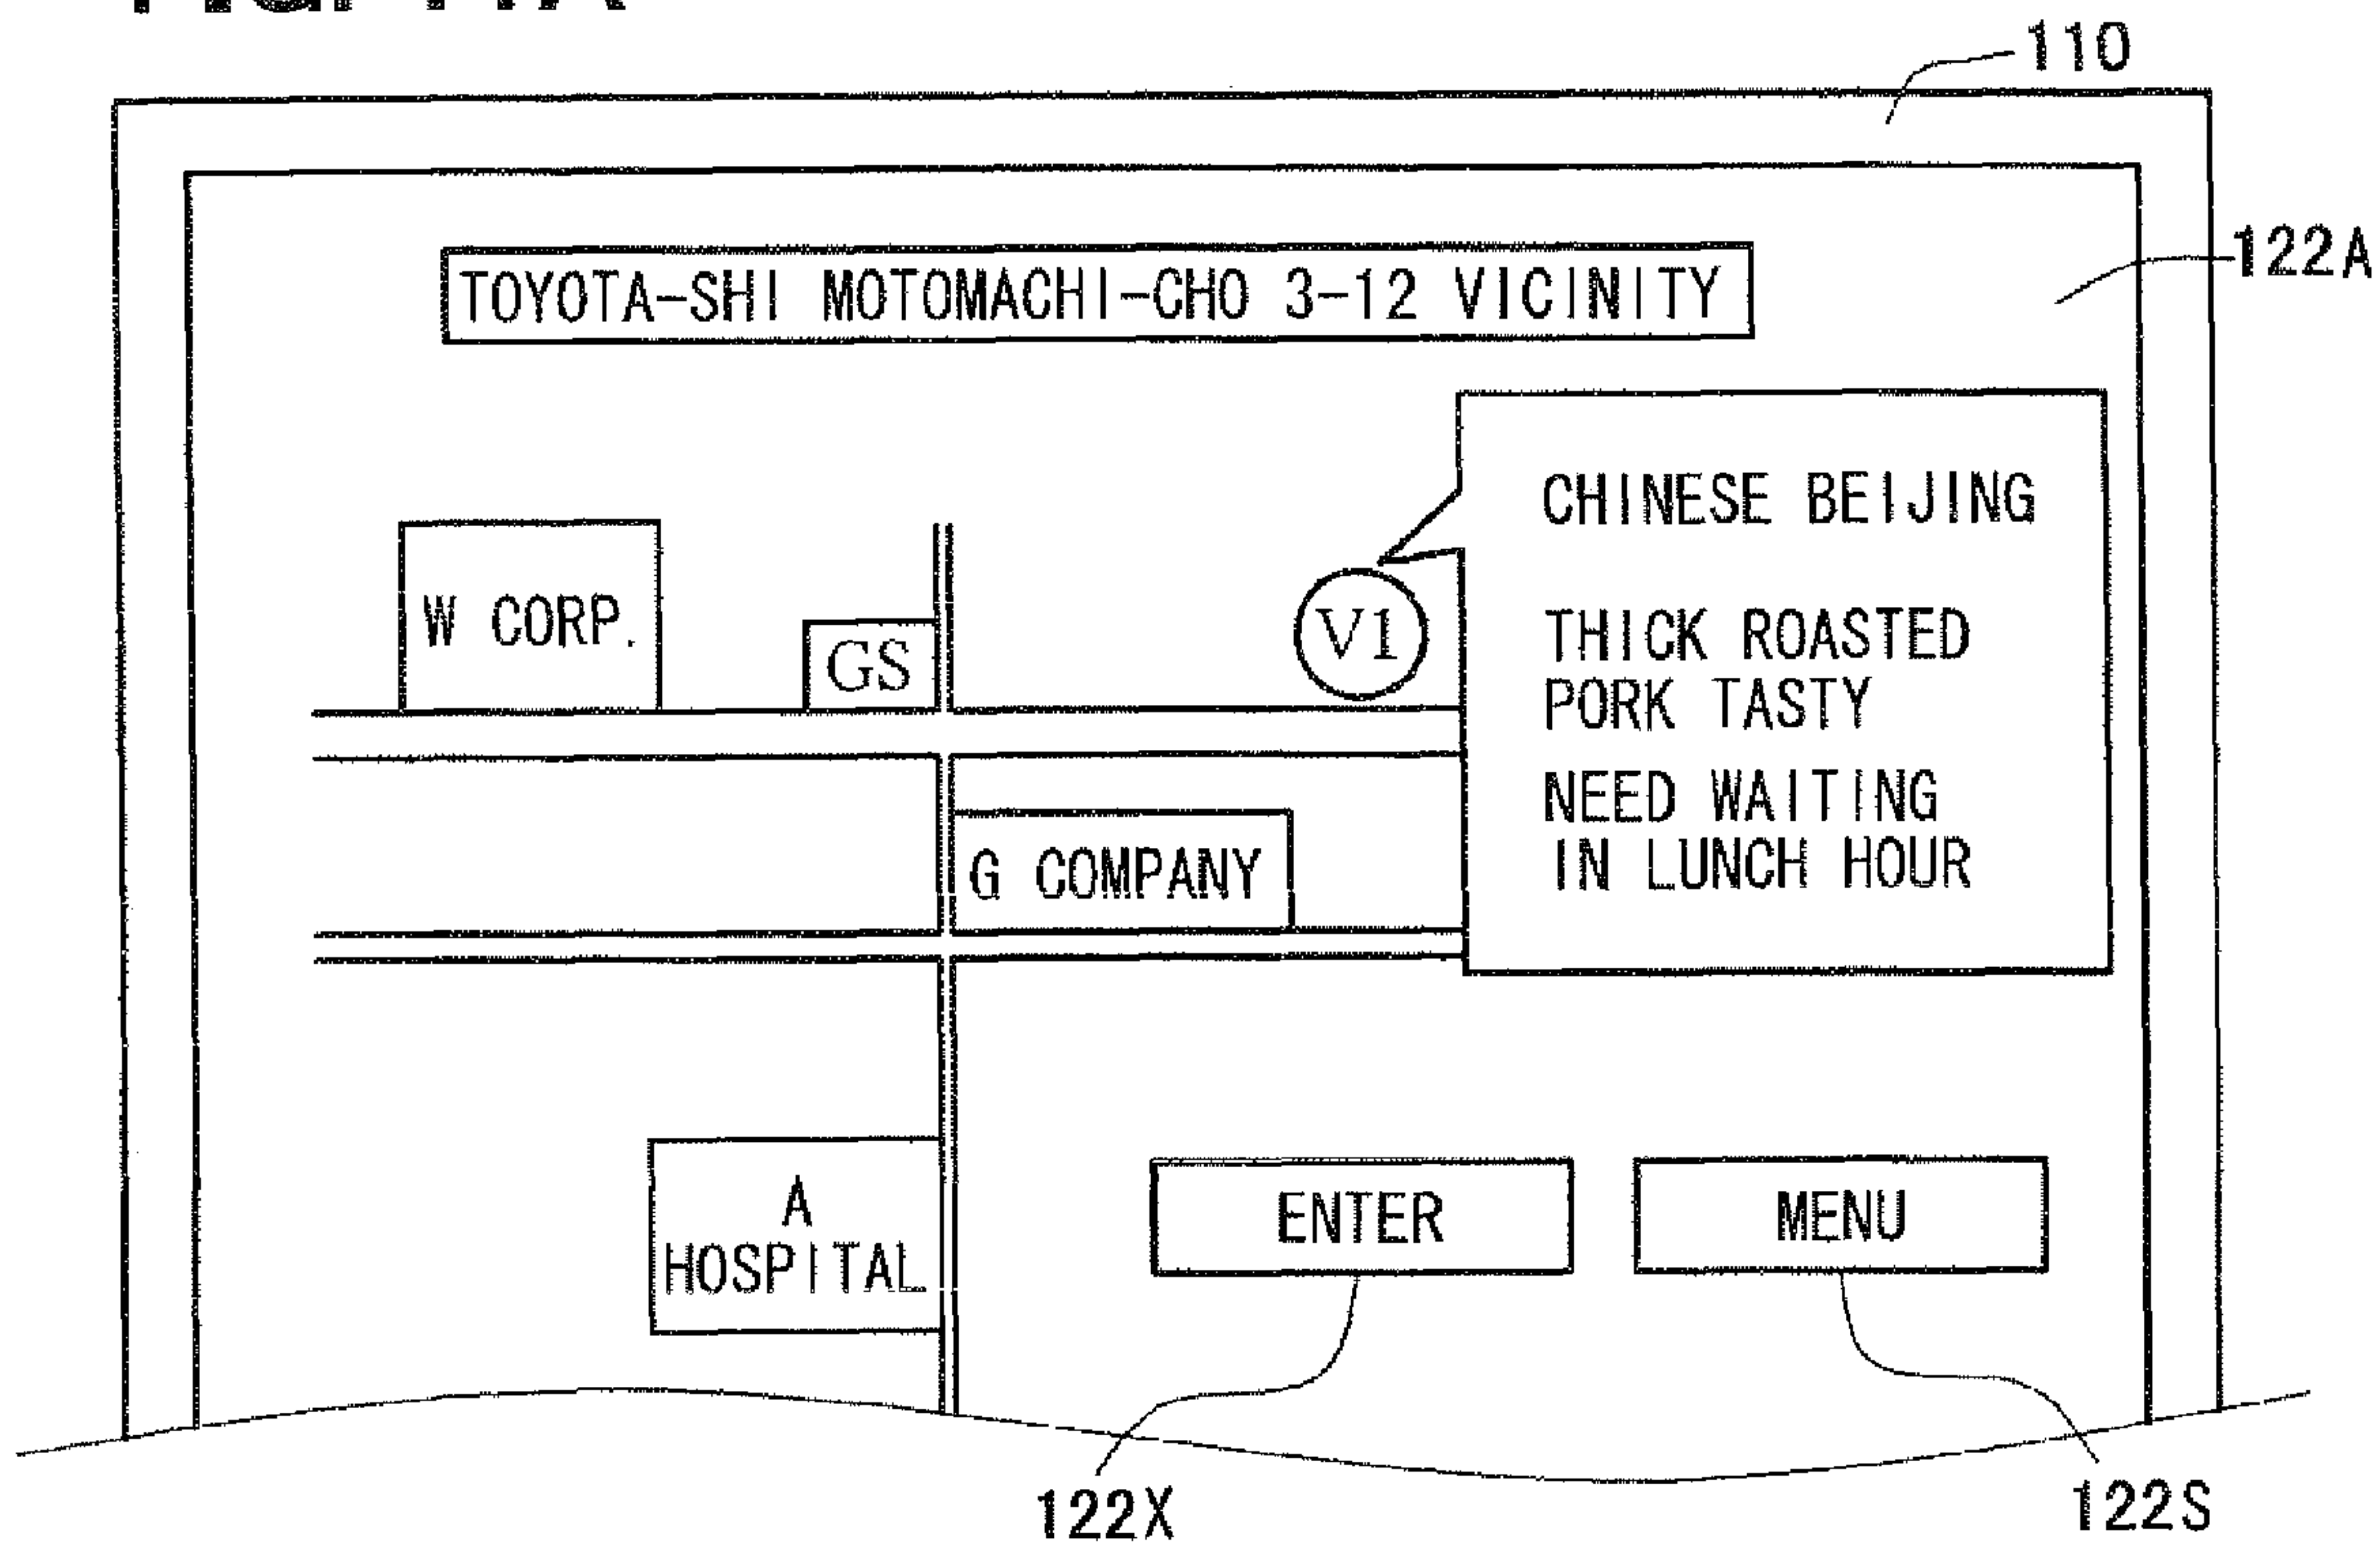 110
122A
TOYOTA-SHI MOTOMACHI-CHO 3-12 VICINITY
CHINESE BEIJING
THICK ROASTED
PORK TASTY
NEED WAITING
IN LUNCH HOUR
V1
W CORP.
GS
G COMPANY
A
HOSPITAL
ENTER
MENU
122X
122S